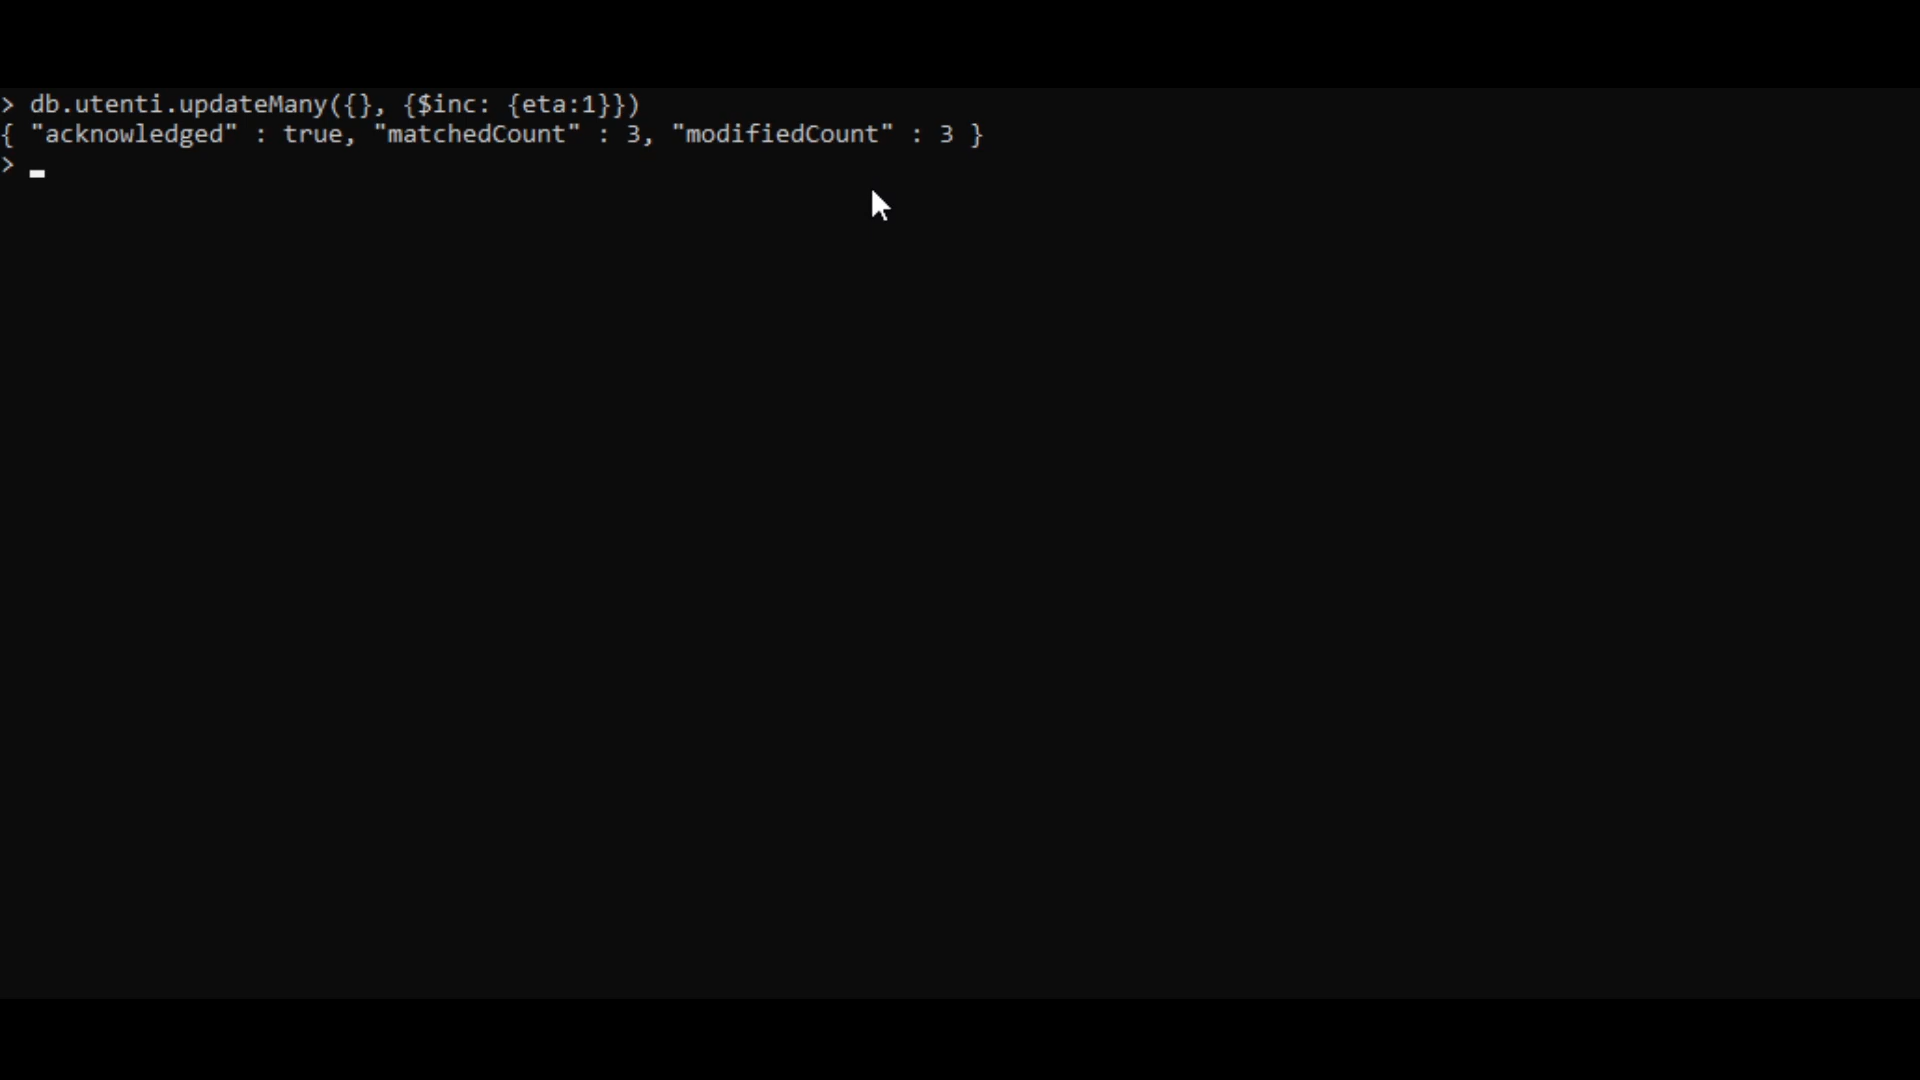 > db.utenti.updateMany({}, {$inc: {eta:1}})
{ "acknowledged" : true, "matchedCount" : 3, "modifiedCount" : 3 }
>